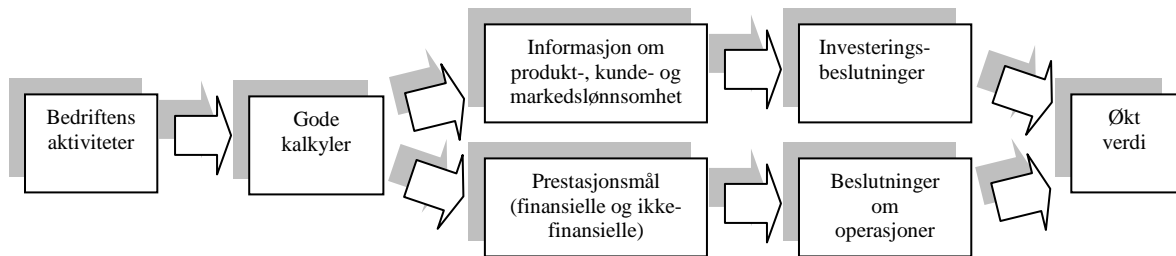 Bedriftens
aktiviteter
Gode
kalkyler
Informasjon om
produkt-, kunde- og
markedslønnsomhet
Investerings-
beslutninger
Prestasjonsmål
(finansielle og ikke-
finansielle)
Beslutninger
om
operasjoner
Økt
verdi